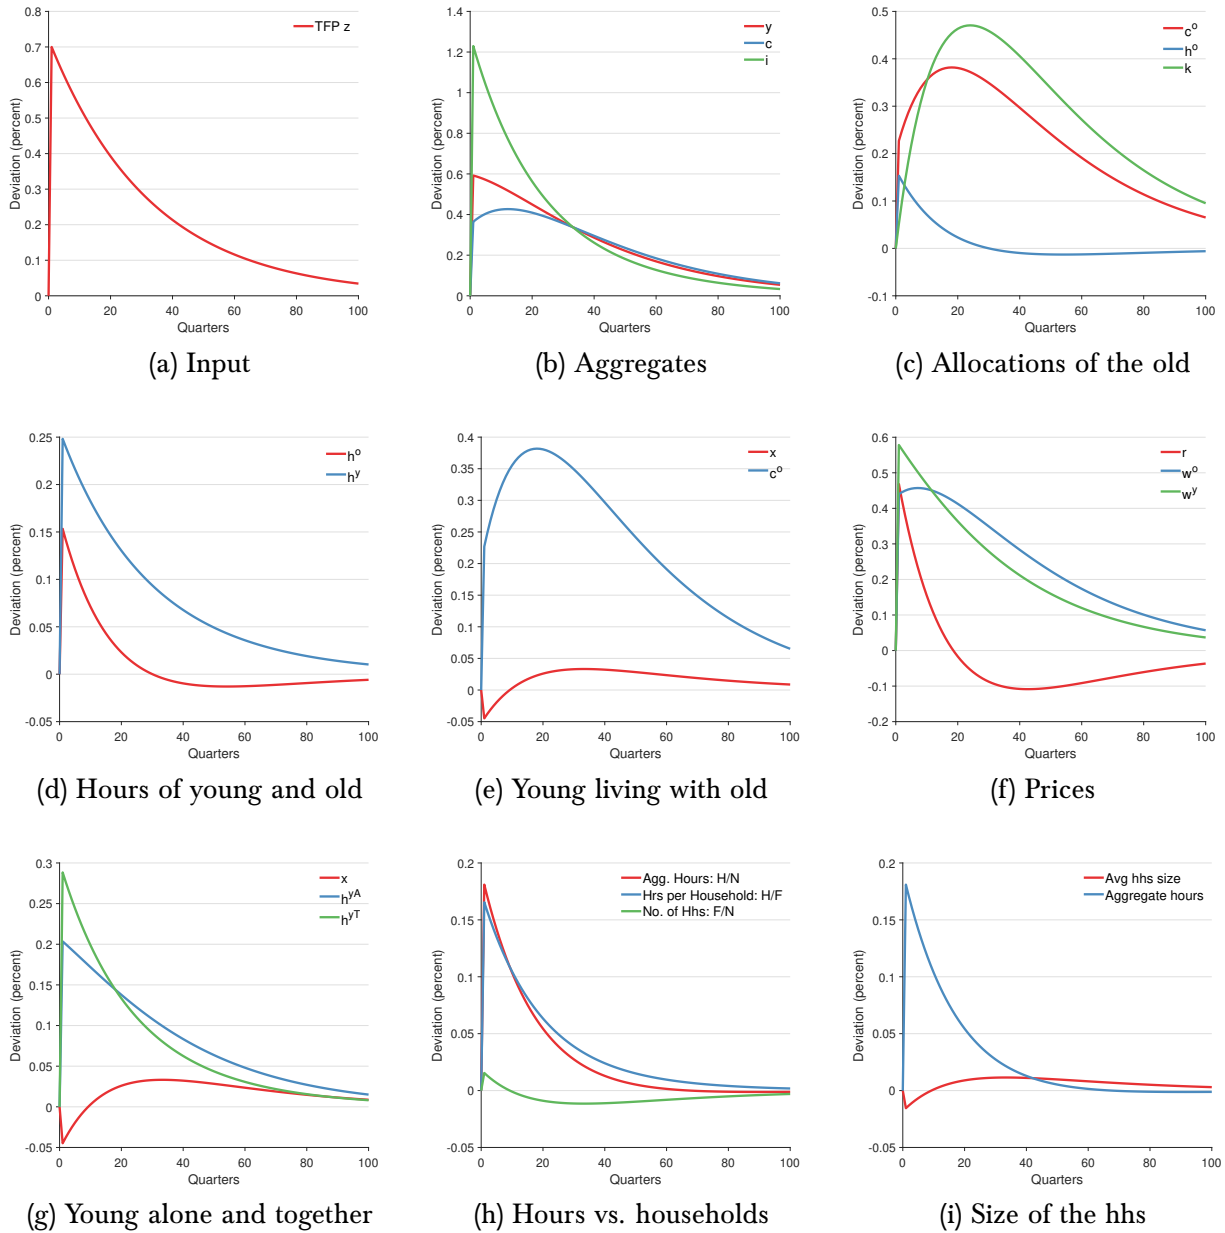 0.8
0.7
0.6
0.5
0.4
0.3
0.2
0.1
0
Deviation (percent)
TFP z
0 20 40 60 80 100
Quarters
(a) Input
1.4
1.2
1
0.8
0.6
0.4
0.2
0
Deviation (percent)
y
c
i
0 20 40 60 80 100
Quarters
(b) Aggregates
0.5
0.4
0.3
0.2
0.1
0
-0.1
Deviation (percent)
c^o
h^o
k
0 20 40 60 80 100
Quarters
(c) Allocations of the old
0.25
0.2
0.15
0.1
0.05
0
-0.05
Deviation (percent)
h^o
h^y
0 20 40 60 80 100
Quarters
(d) Hours of young and old
0.4
0.35
0.3
0.25
0.2
0.15
0.1
0.05
0
-0.05
Deviation (percent)
x
c^o
0 20 40 60 80 100
Quarters
(e) Young living with old
0.6
0.5
0.4
0.3
0.2
0.1
0
-0.1
-0.2
Deviation (percent)
r
w^o
w^y
0 20 40 60 80 100
Quarters
(f) Prices
0.3
0.25
0.2
0.15
0.1
0.05
0
-0.05
Deviation (percent)
x
h^yA
h^yT
0 20 40 60 80 100
Quarters
(g) Young alone and together
0.2
0.15
0.1
0.05
0
-0.05
Deviation (percent)
Agg. Hours: H/N
Hrs per Household: H/F
No. of Hhs: F/N
0 20 40 60 80 100
Quarters
(h) Hours vs. households
0.2
0.15
0.1
0.05
0
-0.05
Deviation (percent)
Avg hhs size
Aggregate hours
0 20 40 60 80 100
Quarters
(i) Size of the hhs